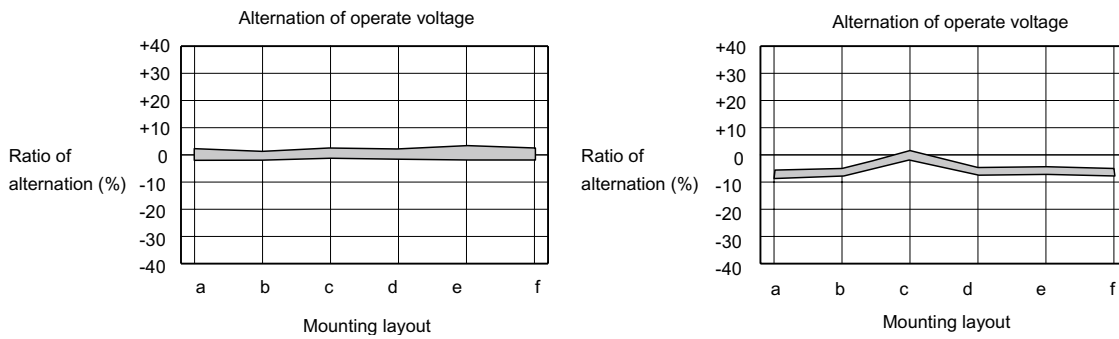 Alternation of operate voltage
+40
+30
+20
+10
0
-10
-20
-30
-40
Ratio of
alternation (%)
a b c d e f
Mounting layout
Alternation of operate voltage
+40
+30
+20
+10
0
-10
-20
-30
-40
Ratio of
alternation (%)
a b c d e f
Mounting layout